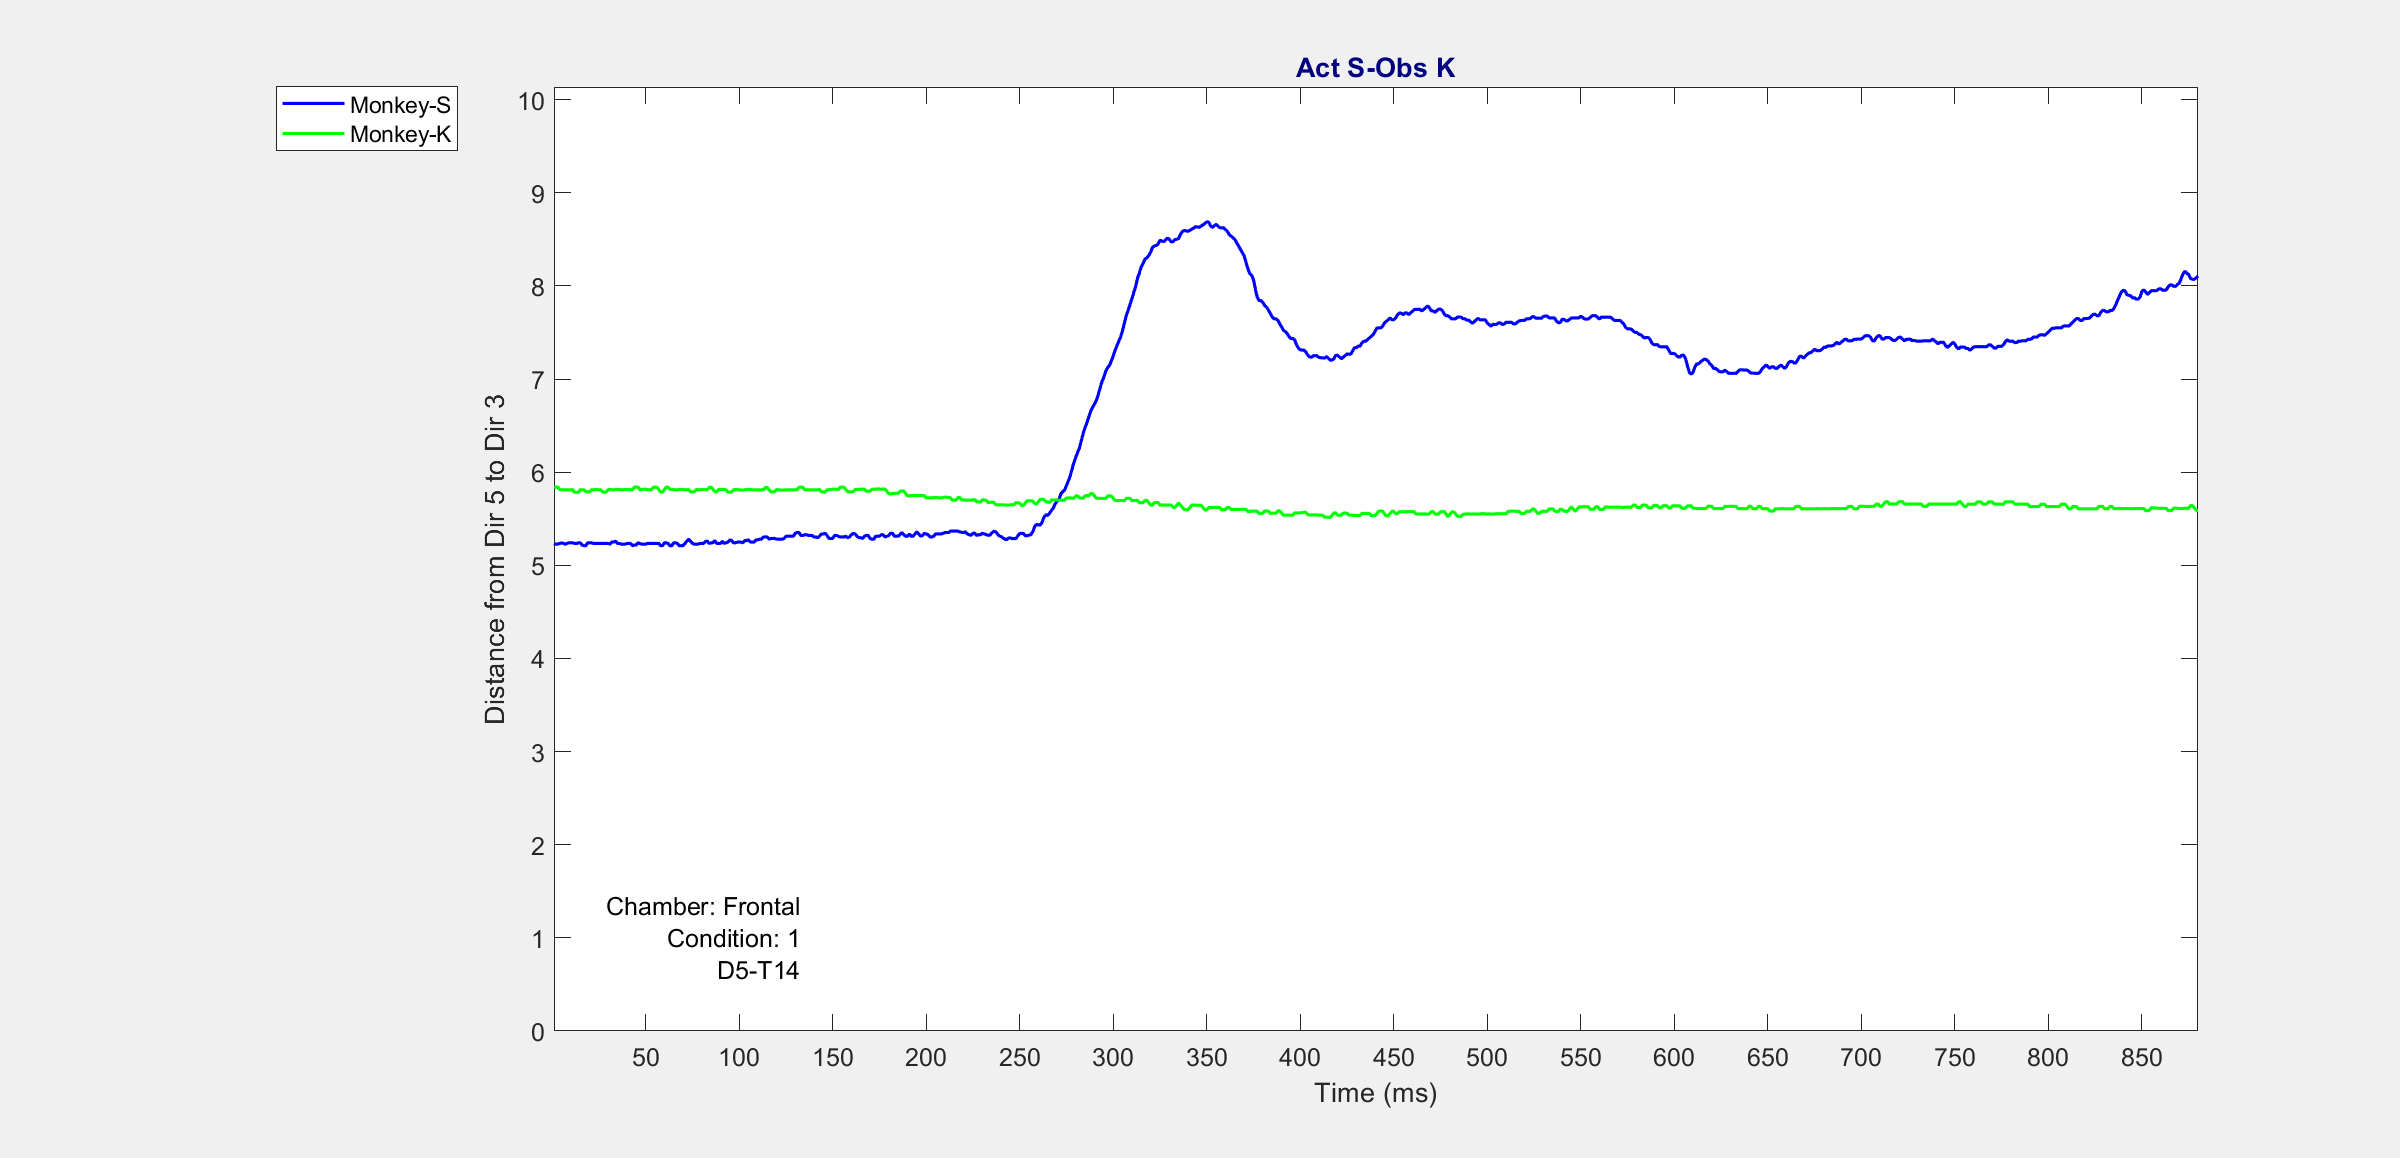 Act S-Obs K
Monkey-S
Monkey-K
10
9
8
7
6
5
4
3
2
1
0
Distance from Dir 5 to Dir 3
Chamber: Frontal
Condition: 1
D5-T14
50 100 150 200 250 300 350 400 450 500 550 600 650 700 750 800 850
Time (ms)